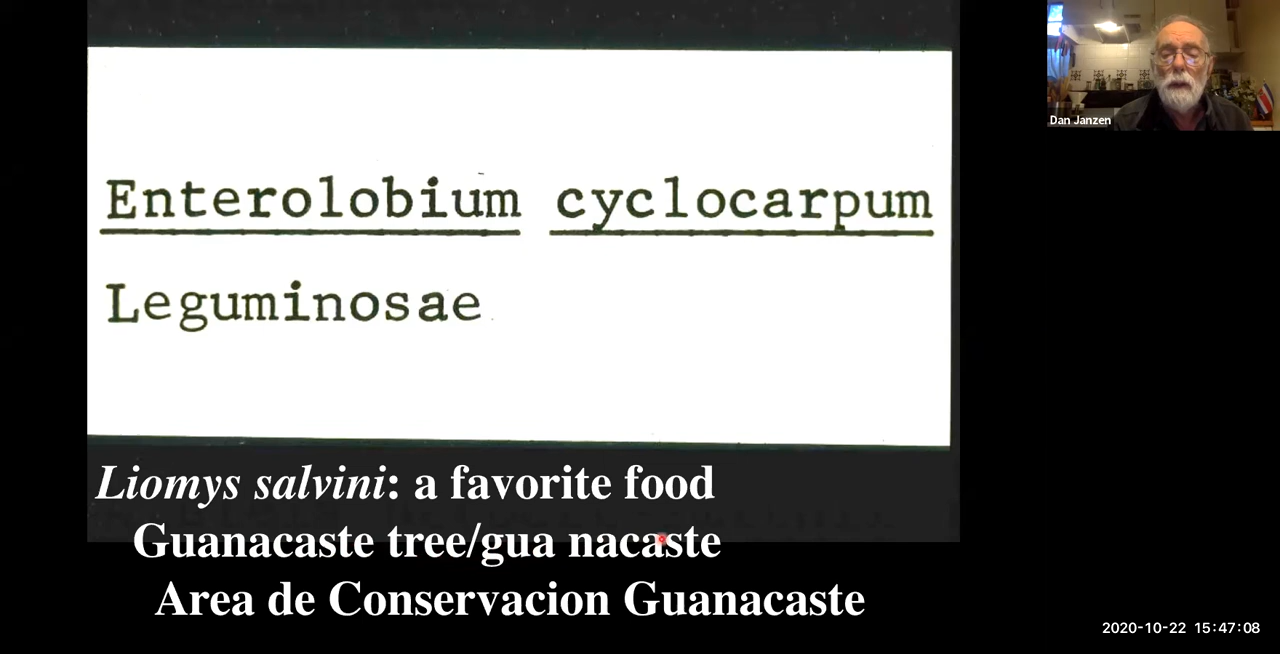 Enterolobium cyclocarpum
Leguminosae
Liomys salvini: a favorite food
Guanacaste tree/gua nacaste
Area de Conservacion Guanacaste
Dan Janzen
2020-10-22 15:47:08